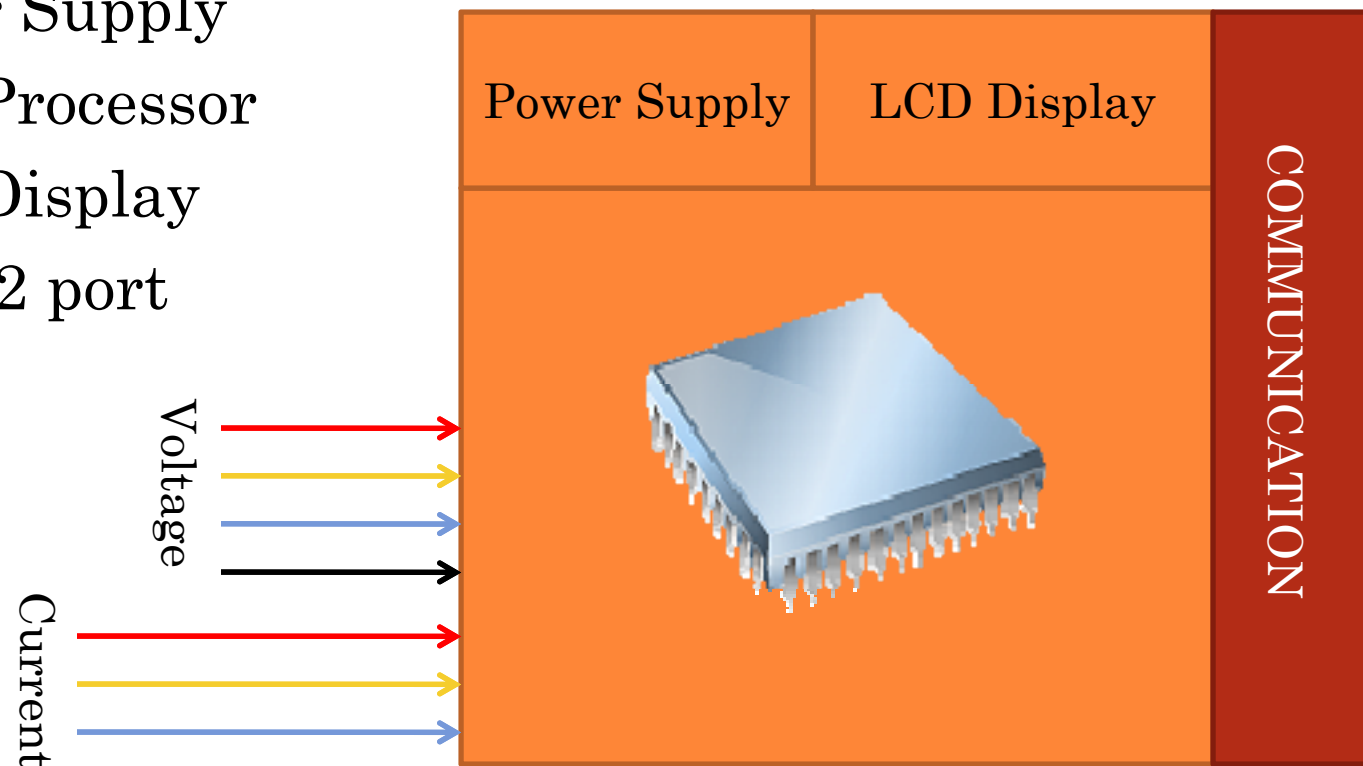 Supply
Processor
Display
2 port
Power Supply
LCD Display
COMMUNICATION
Voltage
Current